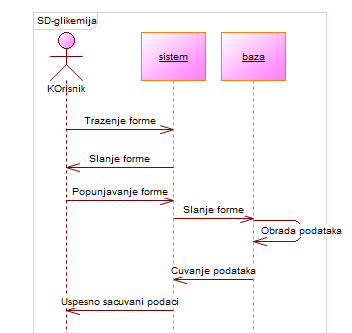 SD-glikemija
sistem
baza
KOrisnik
Trazenje forme
Slanje forme
Popunjavanje forme
Slanje forme
Obrada podataka
Cuvanje podataka
Uspesno sacuvani podaci